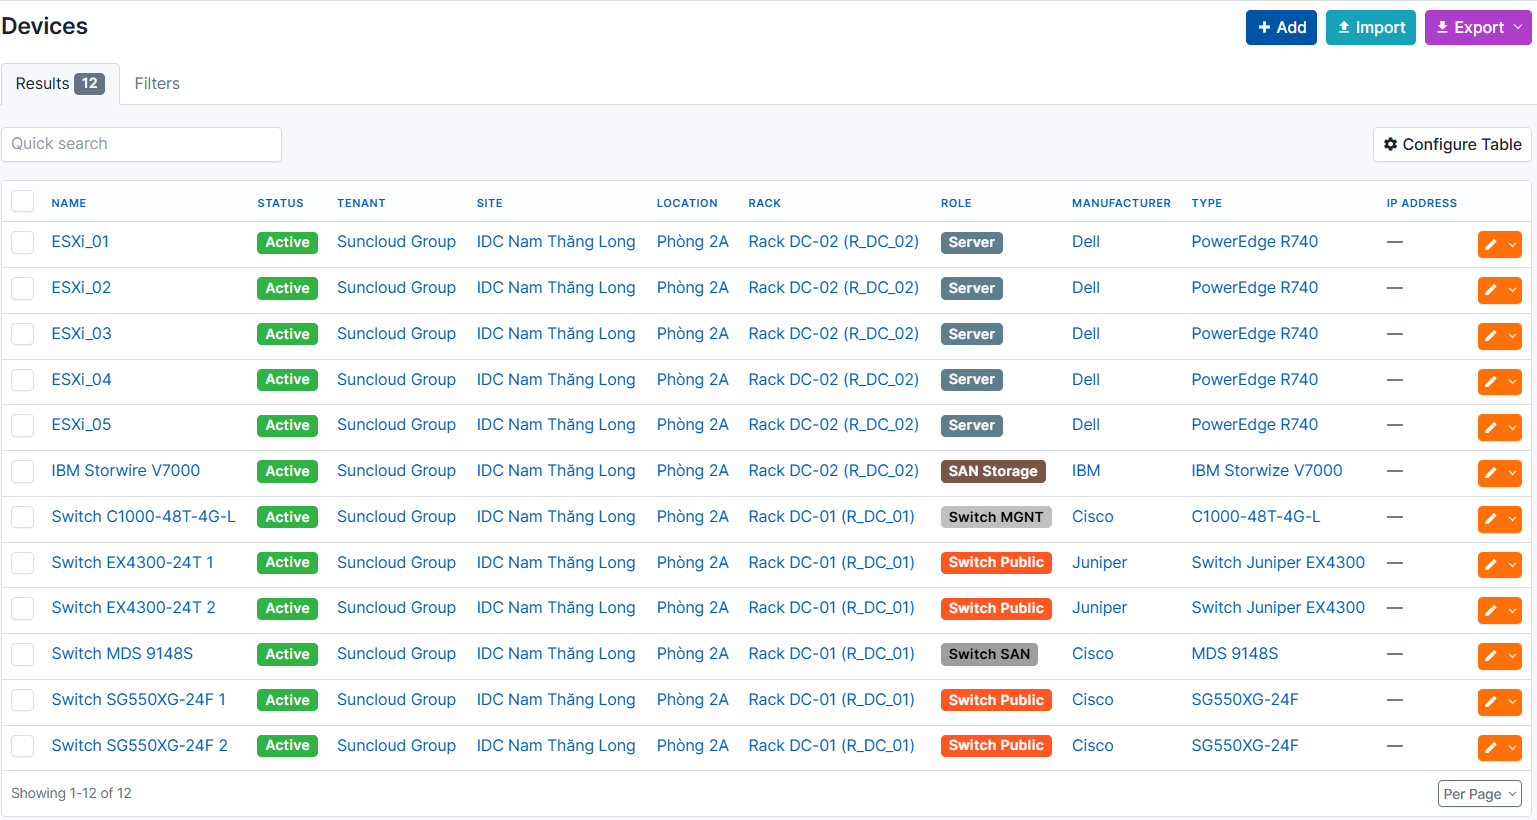 Devices
Add Import Export
Results 12 Filters
Quick search
Configure Table
NAME STATUS TENANT SITE LOCATION RACK ROLE MANUFACTURER TYPE IP ADDRESS
ESXi_01 Active Suncloud Group IDC Nam Thăng Long Phòng 2A Rack DC-02 (R_DC_02) Server Dell PowerEdge R740 —
ESXi_02 Active Suncloud Group IDC Nam Thăng Long Phòng 2A Rack DC-02 (R_DC_02) Server Dell PowerEdge R740 —
ESXi_03 Active Suncloud Group IDC Nam Thăng Long Phòng 2A Rack DC-02 (R_DC_02) Server Dell PowerEdge R740 —
ESXi_04 Active Suncloud Group IDC Nam Thăng Long Phòng 2A Rack DC-02 (R_DC_02) Server Dell PowerEdge R740 —
ESXi_05 Active Suncloud Group IDC Nam Thăng Long Phòng 2A Rack DC-02 (R_DC_02) Server Dell PowerEdge R740 —
IBM Storwire V7000 Active Suncloud Group IDC Nam Thăng Long Phòng 2A Rack DC-02 (R_DC_02) SAN Storage IBM IBM Storwize V7000 —
Switch C1000-48T-4G-L Active Suncloud Group IDC Nam Thăng Long Phòng 2A Rack DC-01 (R_DC_01) Switch MGNT Cisco C1000-48T-4G-L —
Switch EX4300-24T 1 Active Suncloud Group IDC Nam Thăng Long Phòng 2A Rack DC-01 (R_DC_01) Switch Public Juniper Switch Juniper EX4300 —
Switch EX4300-24T 2 Active Suncloud Group IDC Nam Thăng Long Phòng 2A Rack DC-01 (R_DC_01) Switch Public Juniper Switch Juniper EX4300 —
Switch MDS 9148S Active Suncloud Group IDC Nam Thăng Long Phòng 2A Rack DC-01 (R_DC_01) Switch SAN Cisco MDS 9148S —
Switch SG550XG-24F 1 Active Suncloud Group IDC Nam Thăng Long Phòng 2A Rack DC-01 (R_DC_01) Switch Public Cisco SG550XG-24F —
Switch SG550XG-24F 2 Active Suncloud Group IDC Nam Thăng Long Phòng 2A Rack DC-01 (R_DC_01) Switch Public Cisco SG550XG-24F —
Showing 1-12 of 12 Per Page